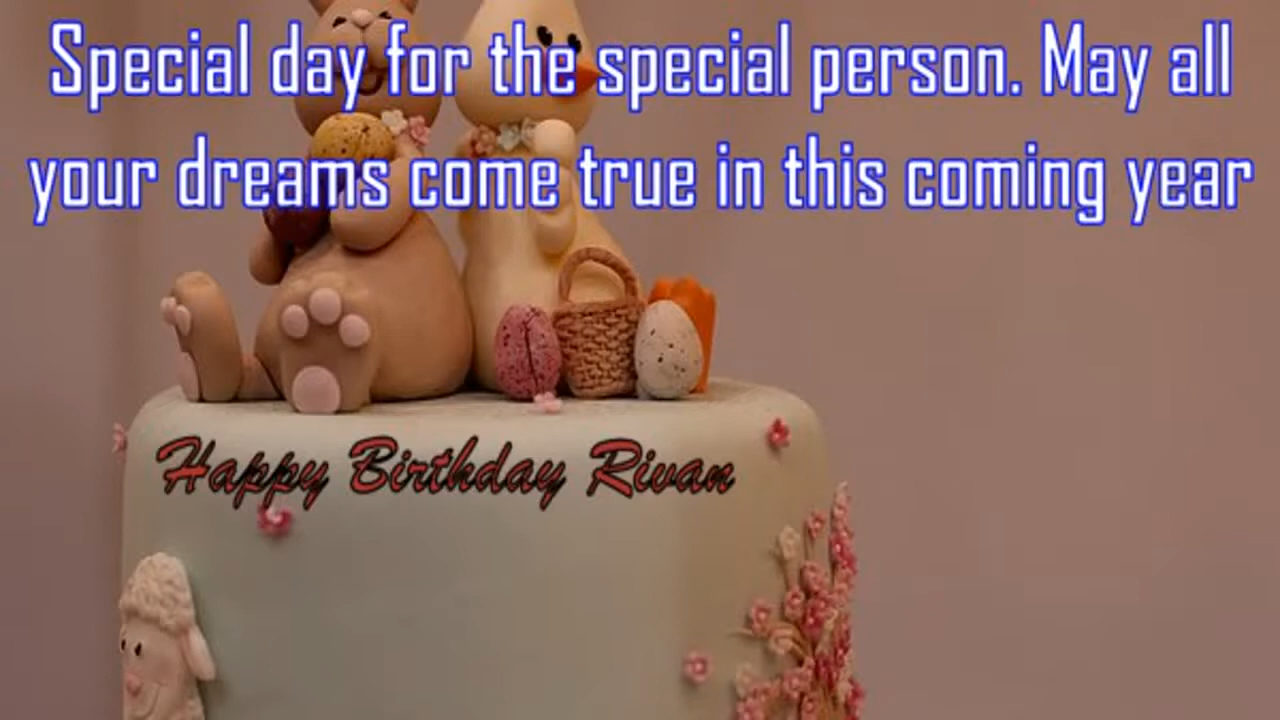 Special day for the special person. May all
your dreams come true in this coming year
Happy Birthday Rivan